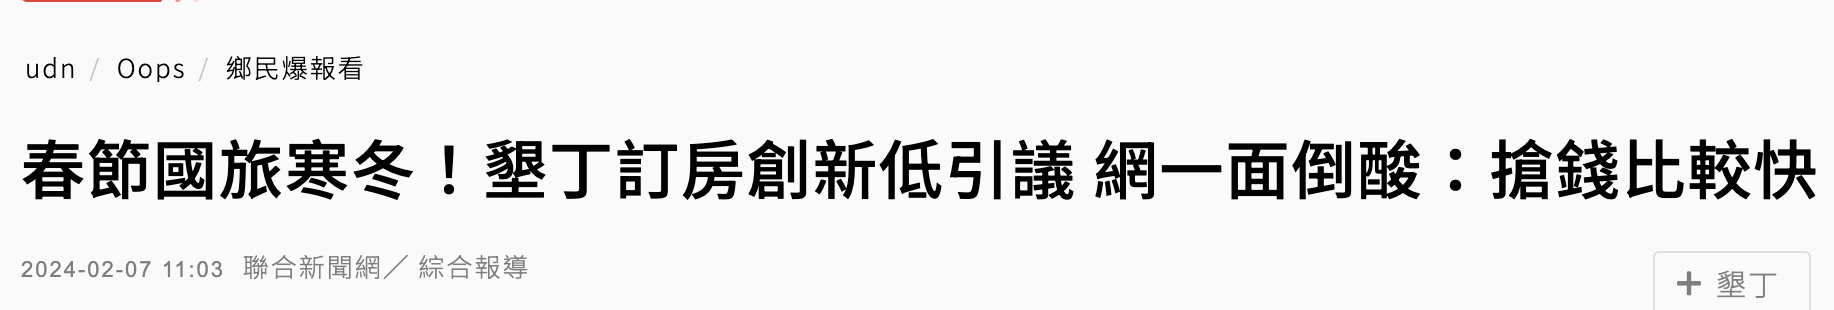 udn / Oops / 鄉民爆報看
春節國旅寒冬！墾丁訂房創新低引議 網一面倒酸：搶錢比較快
2024-02-07 11:03 聯合新聞網／ 綜合報導
+ 墾丁